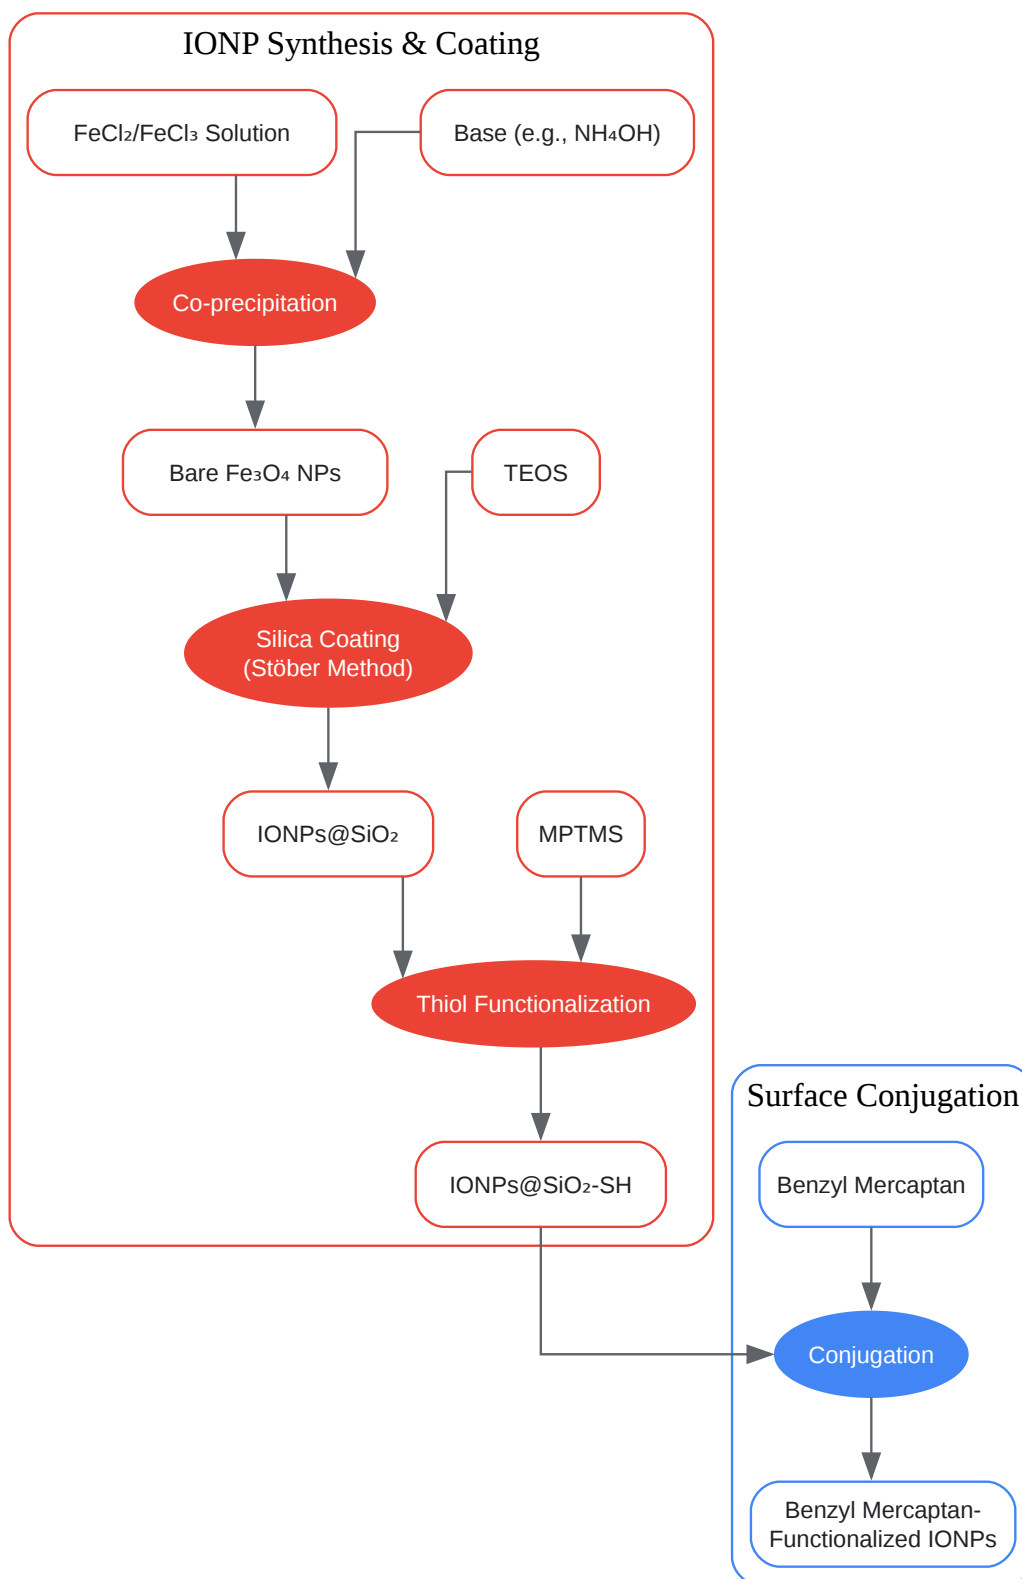 IONP Synthesis & Coating
FeCl₂/FeCl₃ Solution
Base (e.g., NH₄OH)
Co-precipitation
Bare Fe₃O₄ NPs
TEOS
Silica Coating
(Stöber Method)
IONPs@SiO₂
MPTMS
Thiol Functionalization
IONPs@SiO₂-SH
Surface Conjugation
Benzyl Mercaptan
Conjugation
Benzyl Mercaptan-
Functionalized IONPs